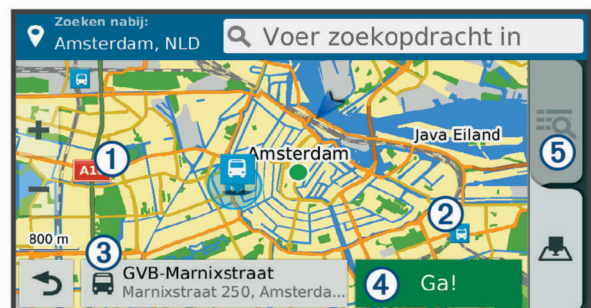 Zoeken nabij:
Amsterdam, NLD
Voer zoekopdracht in
Java Eiland
5
1
Amsterdam
2
800 m
3
GVB-Marnixstraat
Marnixstraat 250, Amsterda...
4 Ga!